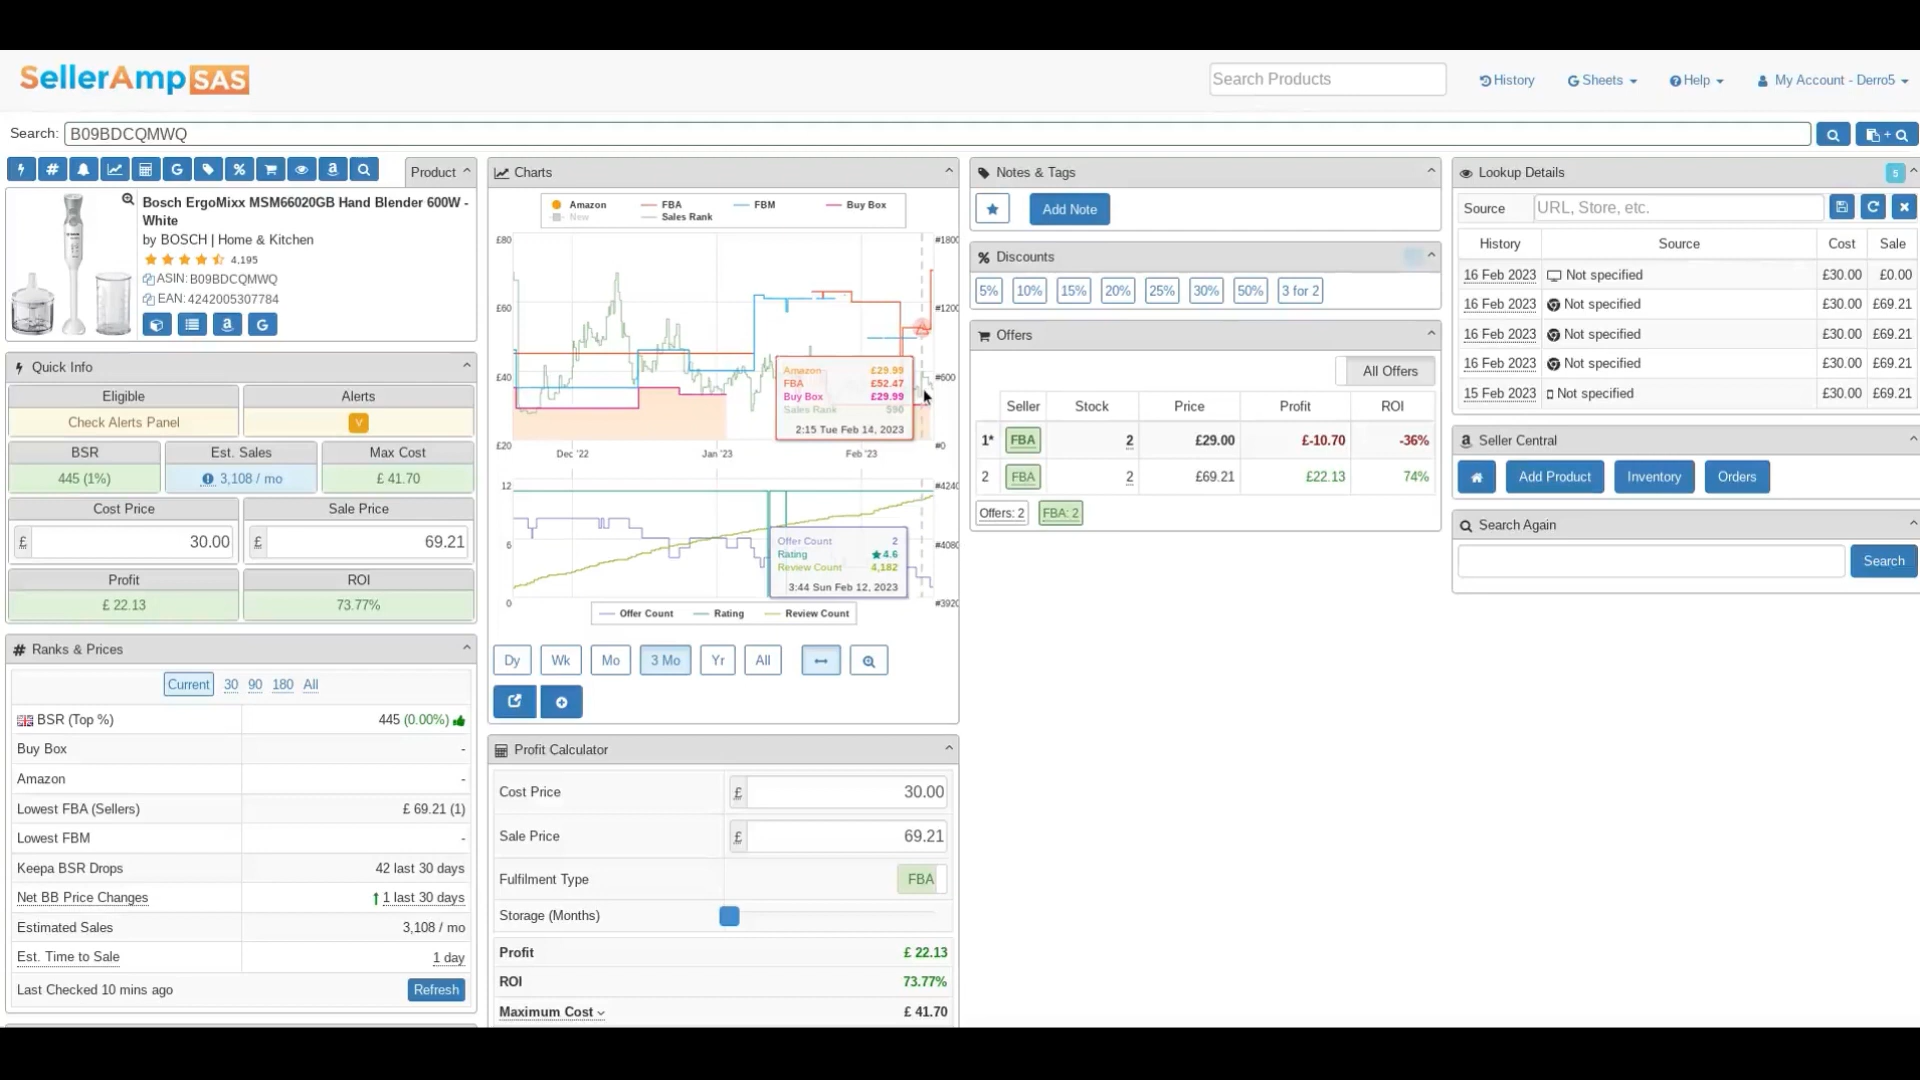 SellerAmp SAS
Search Products
History
Sheets
Help
My Account - Derro5
Search: B09BDCQMWQ
Product
Bosch ErgoMixx MSM66020GB Hand Blender 600W -
White
by BOSCH | Home & Kitchen
4,195
ASIN: B09BDCQMWQ
EAN: 4242005307784
Quick Info
Eligible Alerts
Check Alerts Panel V
BSR Est. Sales Max Cost
445 (1%) 3,108 / mo £ 41.70
Cost Price Sale Price
£ 30.00 £ 69.21
Profit ROI
£ 22.13 73.77%
Ranks & Prices
Current 30 90 180 All
BSR (Top %) 445 (0.00%)
Buy Box -
Amazon -
Lowest FBA (Sellers) £ 69.21 (1)
Lowest FBM -
Keepa BSR Drops 42 last 30 days
Net BB Price Changes 1 last 30 days
Estimated Sales 3,108 / mo
Est. Time to Sale 1 day
Last Checked 10 mins ago Refresh
Charts
Amazon FBA FBM Buy Box
New Sales Rank
£80 #1800
£60 #1200
£40 #600
£20 #0
Dec '22 Jan '23 Feb '23
Amazon £29.99
FBA £52.47
Buy Box £29.99
Sales Rank 590
2:15 Tue Feb 14, 2023
12 #4240
6 #4080
0 #3920
Offer Count 2
Rating ★4.6
Review Count 4,182
3:44 Sun Feb 12, 2023
Offer Count Rating Review Count
Dy Wk Mo 3 Mo Yr All
Profit Calculator
Cost Price £ 30.00
Sale Price £ 69.21
Fulfilment Type FBA
Storage (Months)
Profit £ 22.13
ROI 73.77%
Maximum Cost £ 41.70
Notes & Tags
Add Note
Discounts
5% 10% 15% 20% 25% 30% 50% 3 for 2
Offers
All Offers
Seller Stock Price Profit ROI
1* FBA 2 £29.00 £-10.70 -36%
2 FBA 2 £69.21 £22.13 74%
Offers: 2 FBA: 2
Lookup Details 5
Source URL, Store, etc.
History Source Cost Sale
16 Feb 2023 Not specified £30.00 £0.00
16 Feb 2023 Not specified £30.00 £69.21
16 Feb 2023 Not specified £30.00 £69.21
16 Feb 2023 Not specified £30.00 £69.21
15 Feb 2023 Not specified £30.00 £69.21
Seller Central
Add Product Inventory Orders
Search Again
Search